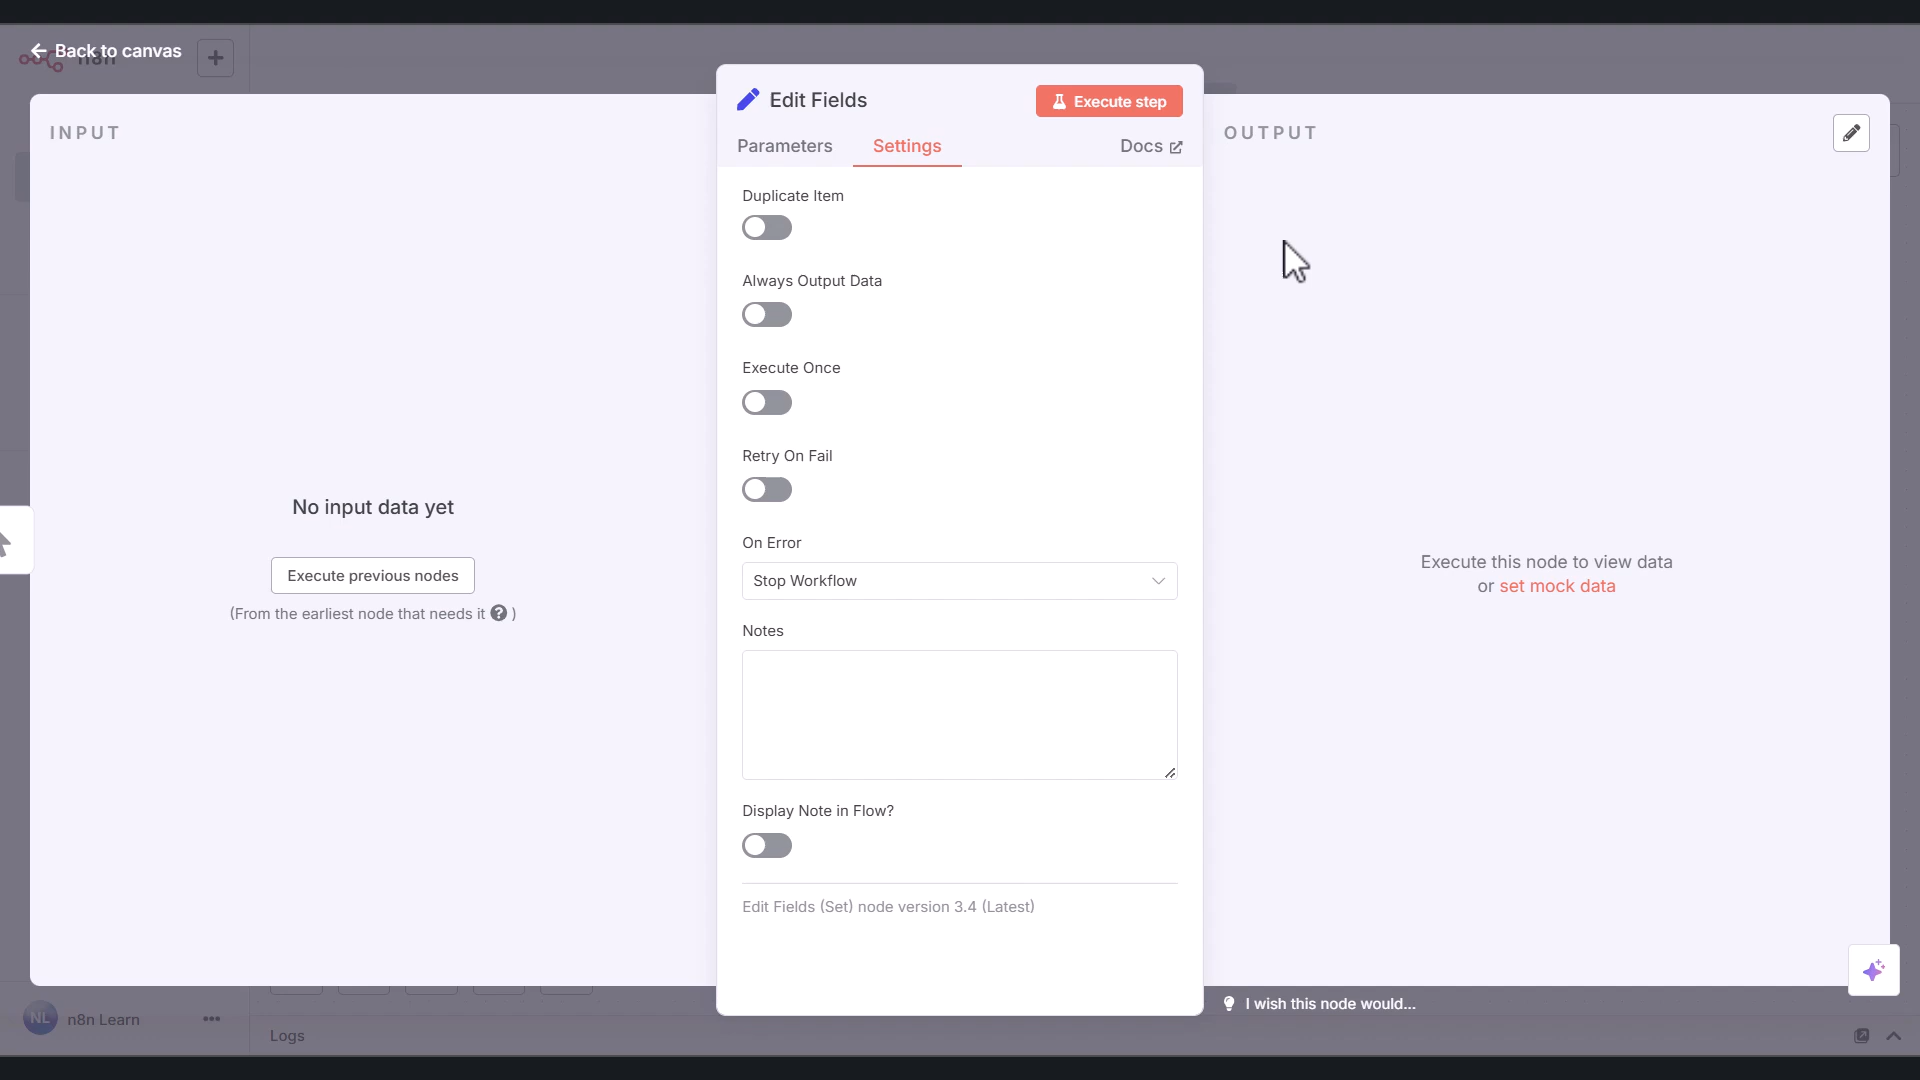 Back to canvas
n8n
INPUT
Edit Fields
Execute step
Parameters
Settings
Docs
OUTPUT
Duplicate Item
Always Output Data
Execute Once
Retry On Fail
On Error
Stop Workflow
No input data yet
Execute previous nodes
(From the earliest node that needs it ? )
Execute this node to view data
or set mock data
Notes
Display Note in Flow?
Edit Fields (Set) node version 3.4 (Latest)
I wish this node would...
NL
n8n Learn
Logs